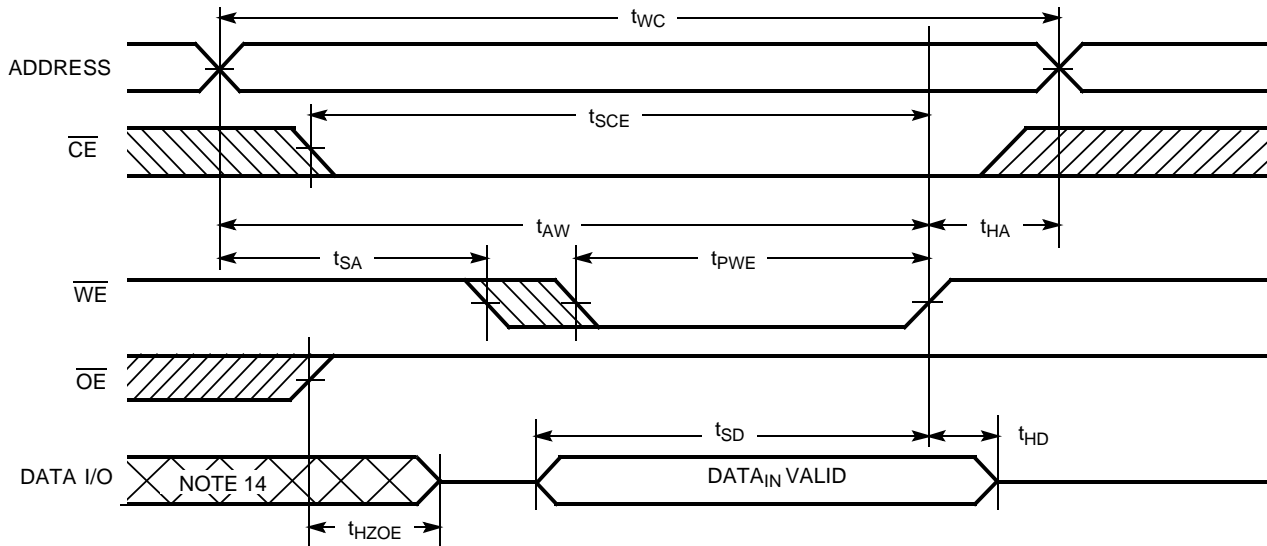 tWC
ADDRESS
tSCE
CE
tAW
tHA
tSA
tPWE
WE
OE
tSD
tHD
DATA I/O
NOTE 14
DATAIN VALID
tHZOE